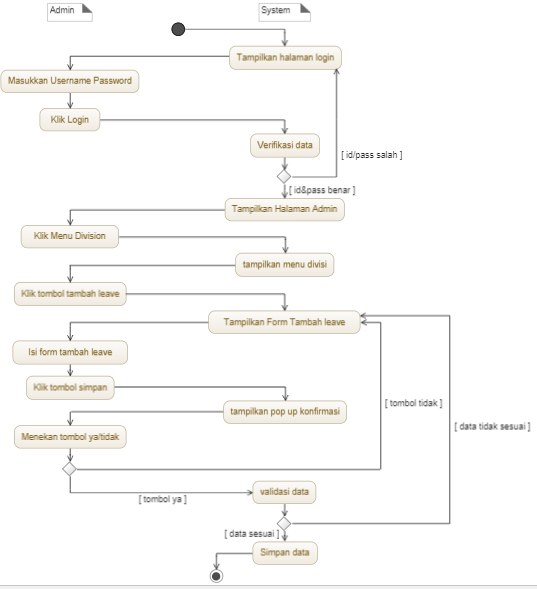 Admin
System
Tampilkan halaman login
Masukkan Username Password
Klik Login
Verifikasi data
[ id/pass salah ]
[ id&pass benar ]
Tampilkan Halaman Admin
Klik Menu Division
tampilkan menu divisi
Klik tombol tambah leave
Tampilkan Form Tambah leave
Isi form tambah leave
Klik tombol simpan
[ tombol tidak ]
tampilkan pop up konfirmasi
[ data tidak sesuai ]
Menekan tombol ya/tidak
[ tombol ya ]
validasi data
[ data sesuai ]
Simpan data